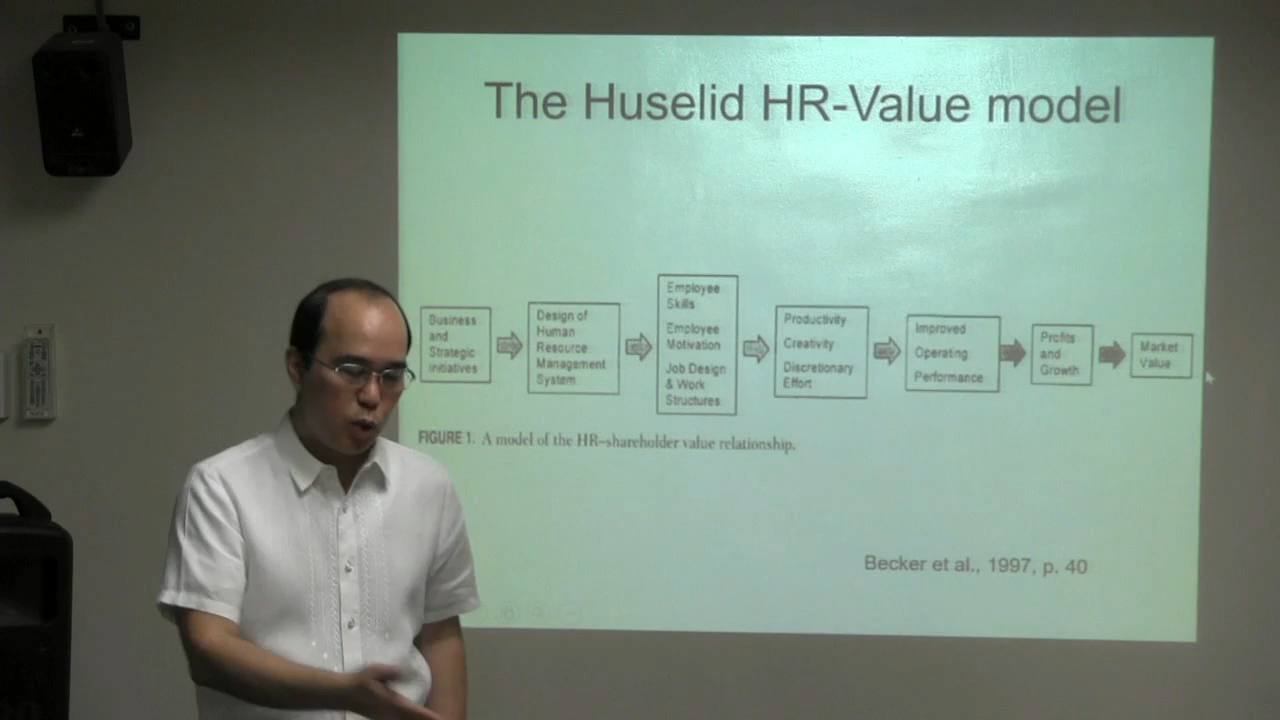 The Huselid HR-Value model
Business
and
Strategic
Initiatives
Design of
Human
Resource
Management
System
Employee
Skills
Employee
Motivation
Job Design
& Work
Structures
Productivity
Creativity
Discretionary
Effort
Improved
Operating
Performance
Profits
and
Growth
Market
Value
FIGURE 1. A model of the HR–shareholder value relationship.
Becker et al., 1997, p. 40